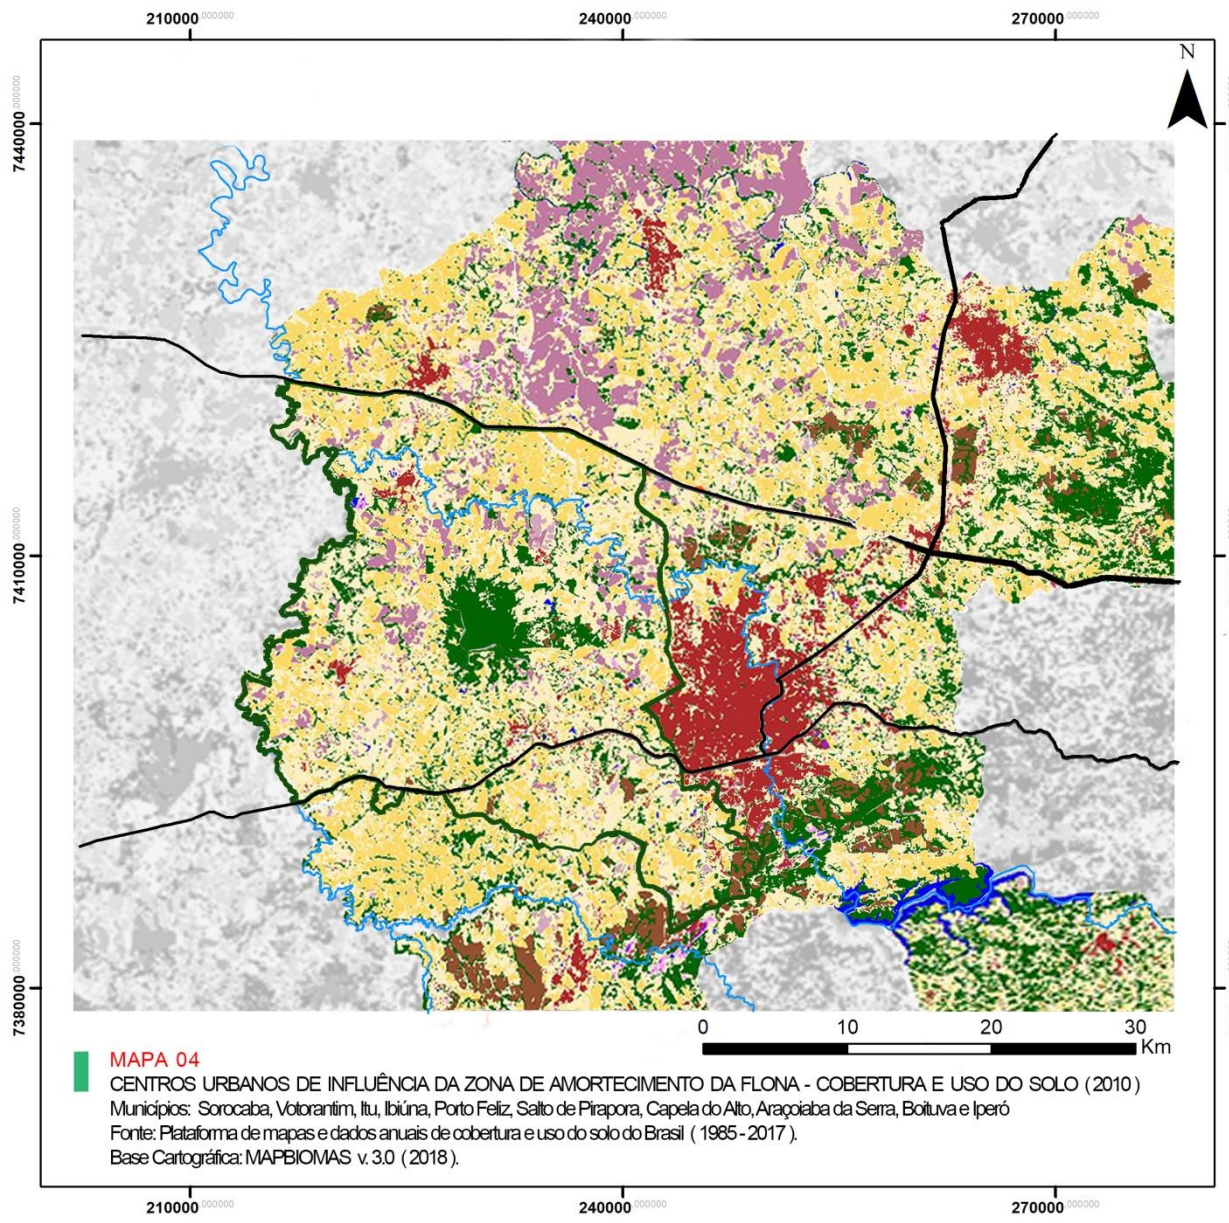 210000,000000 240000,000000 270000,000000
N
7440000,000000
7410000,000000
7380000,000000
0 10 20 30
Km
MAPA 04
CENTROS URBANOS DE INFLUÊNCIA DA ZONA DE AMORTECIMENTO DA FLONA - COBERTURA E USO DO SOLO (2010)
Municípios: Sorocaba, Votorantim, Itu, Ibiúna, Porto Feliz, Salto de Pirapora, Capela do Alto, Araçoiaba da Serra, Boituva e Iperó
Fonte: Plataforma de mapas e dados anuais de cobertura e uso do solo do Brasil (1985-2017).
Base Cartográfica: MAPBIOMAS v. 3.0 (2018).
210000,000000 240000,000000 270000,000000